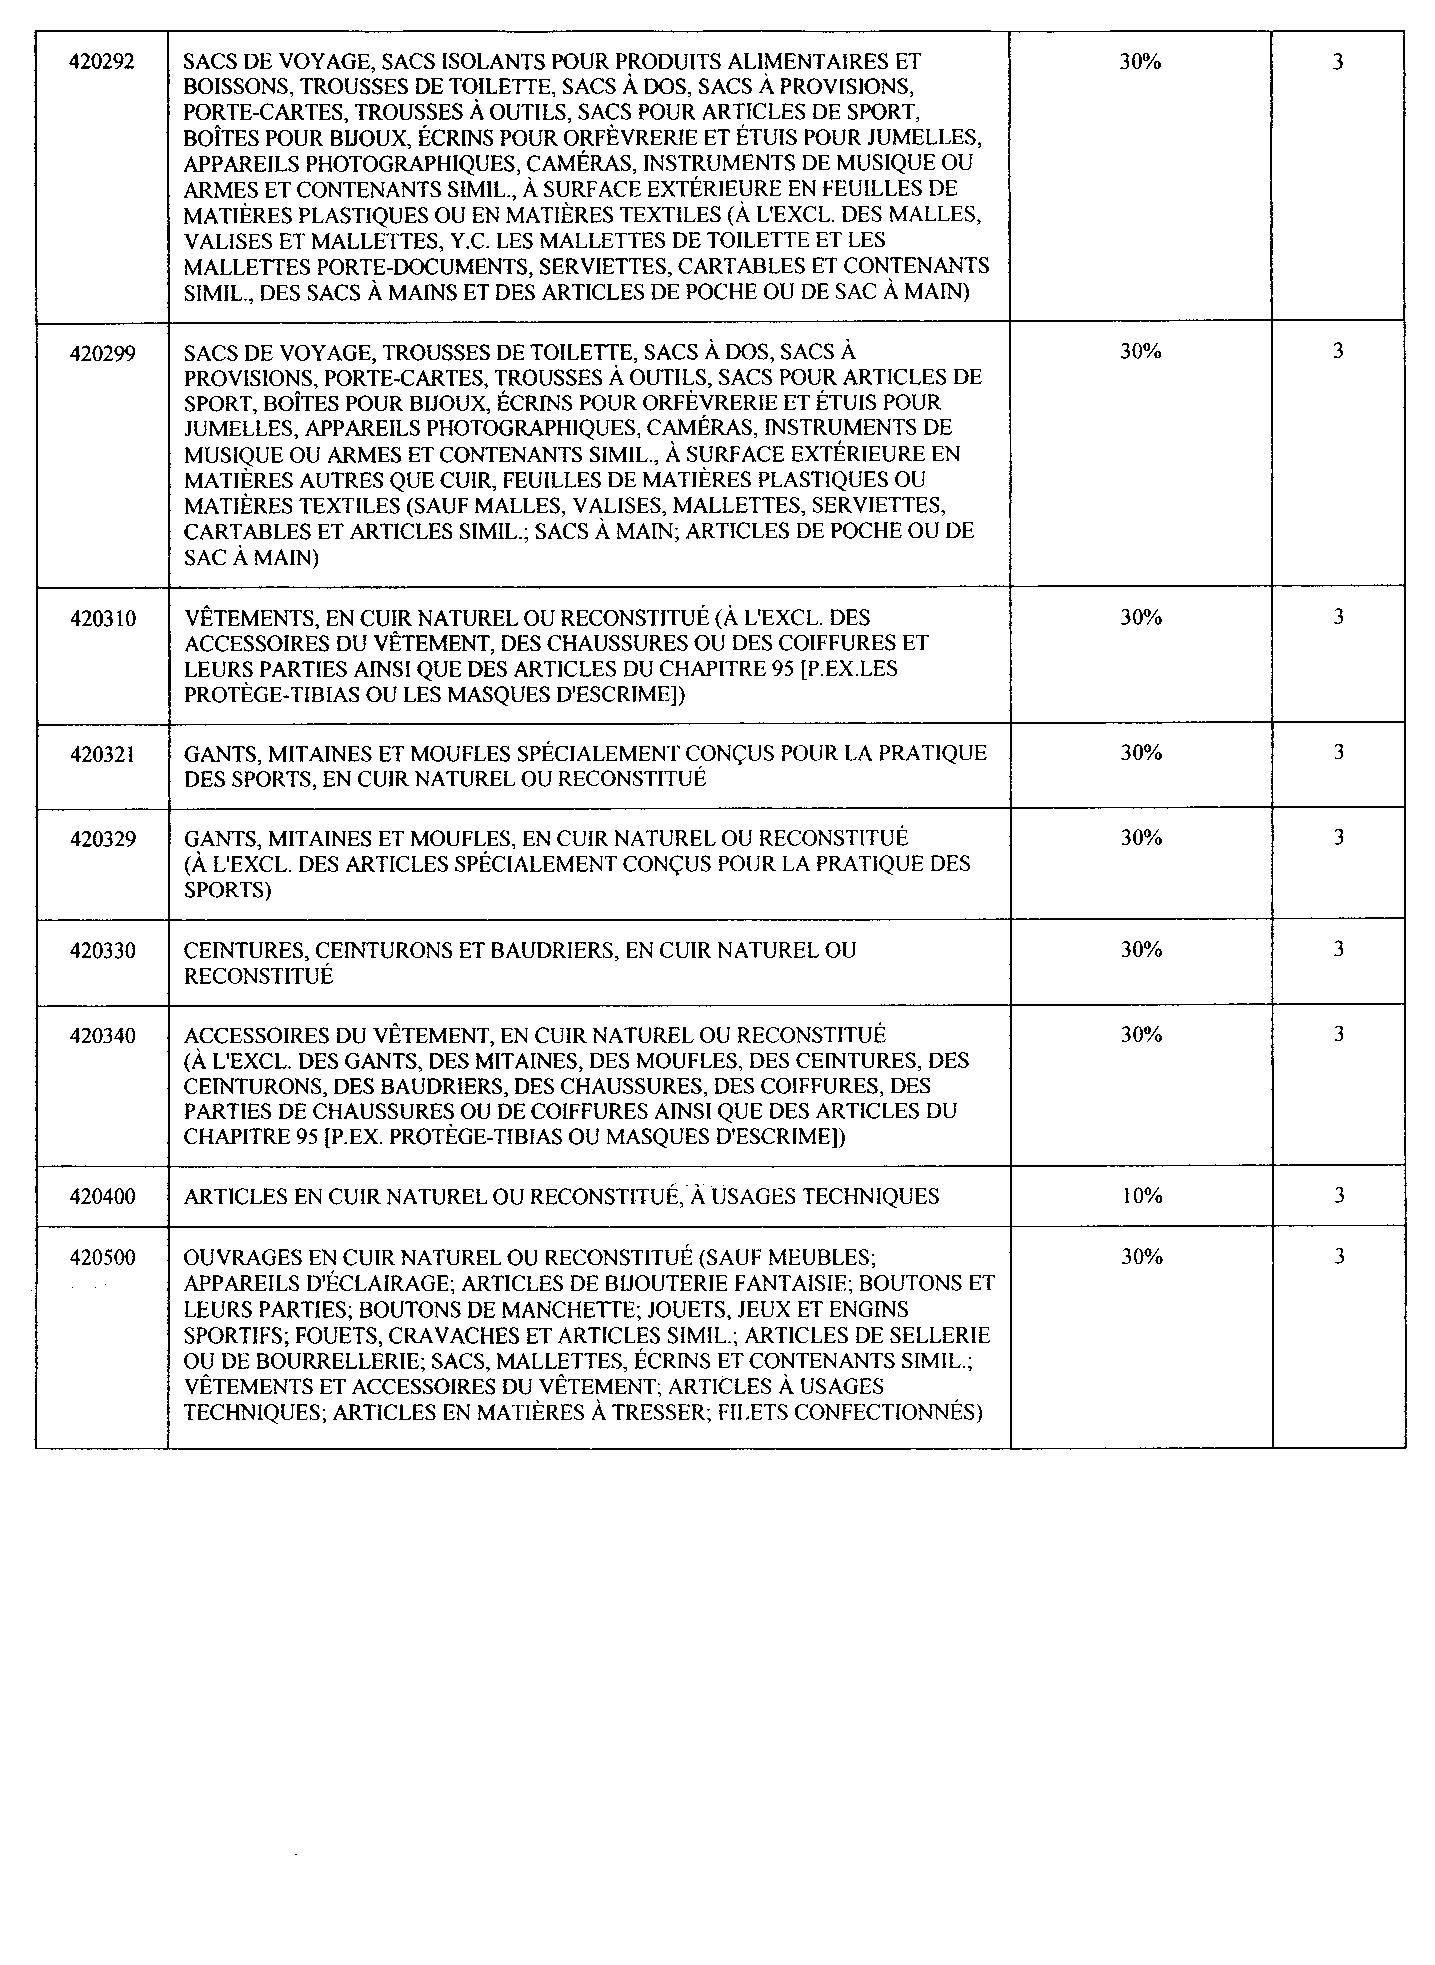 420292 SACS DE VOYAGE, SACS ISOLANTS POUR PRODUITS ALIMENTAIRES ET 30% 3
BOISSONS, TROUSSES DE TOILETTE, SACS À DOS, SACS À PROVISIONS,
PORTE-CARTES, TROUSSES À OUTILS, SACS POUR ARTICLES DE SPORT,
BOÎTES POUR BIJOUX, ÉCRINS POUR ORFÈVRERIE ET ÉTUIS POUR JUMELLES,
APPAREILS PHOTOGRAPHIQUES, CAMÉRAS, INSTRUMENTS DE MUSIQUE OU
ARMES ET CONTENANTS SIMIL., À SURFACE EXTÉRIEURE EN FEUILLES DE
MATIÈRES PLASTIQUES OU EN MATIÈRES TEXTILES (À L'EXCL. DES MALLES,
VALISES ET MALLETTES, Y.C. LES MALLETTES DE TOILETTE ET LES
MALLETTES PORTE-DOCUMENTS, SERVIETTES, CARTABLES ET CONTENANTS
SIMIL., DES SACS À MAINS ET DES ARTICLES DE POCHE OU DE SAC À MAIN)
420299 SACS DE VOYAGE, TROUSSES DE TOILETTE, SACS À DOS, SACS À 30% 3
PROVISIONS, PORTE-CARTES, TROUSSES À OUTILS, SACS POUR ARTICLES DE
SPORT, BOÎTES POUR BIJOUX, ÉCRINS POUR ORFÈVRERIE ET ÉTUIS POUR
JUMELLES, APPAREILS PHOTOGRAPHIQUES, CAMÉRAS, INSTRUMENTS DE
MUSIQUE OU ARMES ET CONTENANTS SIMIL., À SURFACE EXTÉRIEURE EN
MATIÈRES AUTRES QUE CUIR, FEUILLES DE MATIÈRES PLASTIQUES OU
MATIÈRES TEXTILES (SAUF MALLES, VALISES, MALLETTES, SERVIETTES,
CARTABLES ET ARTICLES SIMIL.; SACS À MAIN; ARTICLES DE POCHE OU DE
SAC À MAIN)
420310 VÊTEMENTS, EN CUIR NATUREL OU RECONSTITUÉ (À L'EXCL. DES 30% 3
ACCESSOIRES DU VÊTEMENT, DES CHAUSSURES OU DES COIFFURES ET
LEURS PARTIES AINSI QUE DES ARTICLES DU CHAPITRE 95 [P.EX.LES
PROTÈGE-TIBIAS OU LES MASQUES D'ESCRIME])
420321 GANTS, MITAINES ET MOUFLES SPÉCIALEMENT CONÇUS POUR LA PRATIQUE 30% 3
DES SPORTS, EN CUIR NATUREL OU RECONSTITUÉ
420329 GANTS, MITAINES ET MOUFLES, EN CUIR NATUREL OU RECONSTITUÉ 30% 3
(À L'EXCL. DES ARTICLES SPÉCIALEMENT CONÇUS POUR LA PRATIQUE DES
SPORTS)
420330 CEINTURES, CEINTURONS ET BAUDRIERS, EN CUIR NATUREL OU 30% 3
RECONSTITUÉ
420340 ACCESSOIRES DU VÊTEMENT, EN CUIR NATUREL OU RECONSTITUÉ 30% 3
(À L'EXCL. DES GANTS, DES MITAINES, DES MOUFLES, DES CEINTURES, DES
CEINTURONS, DES BAUDRIERS, DES CHAUSSURES, DES COIFFURES, DES
PARTIES DE CHAUSSURES OU DE COIFFURES AINSI QUE DES ARTICLES DU
CHAPITRE 95 [P.EX. PROTÈGE-TIBIAS OU MASQUES D'ESCRIME])
420400 ARTICLES EN CUIR NATUREL OU RECONSTITUÉ, À USAGES TECHNIQUES 10% 3
420500 OUVRAGES EN CUIR NATUREL OU RECONSTITUÉ (SAUF MEUBLES; 30% 3
APPAREILS D'ÉCLAIRAGE; ARTICLES DE BIJOUTERIE FANTAISIE; BOUTONS ET
LEURS PARTIES; BOUTONS DE MANCHETTE; JOUETS, JEUX ET ENGINS
SPORTIFS; FOUETS, CRAVACHES ET ARTICLES SIMIL.; ARTICLES DE SELLERIE
OU DE BOURRELLERIE; SACS, MALLETTES, ÉCRINS ET CONTENANTS SIMIL.;
VÊTEMENTS ET ACCESSOIRES DU VÊTEMENT; ARTICLES À USAGES
TECHNIQUES; ARTICLES EN MATIÈRES À TRESSER; FILETS CONFECTIONNÉS)